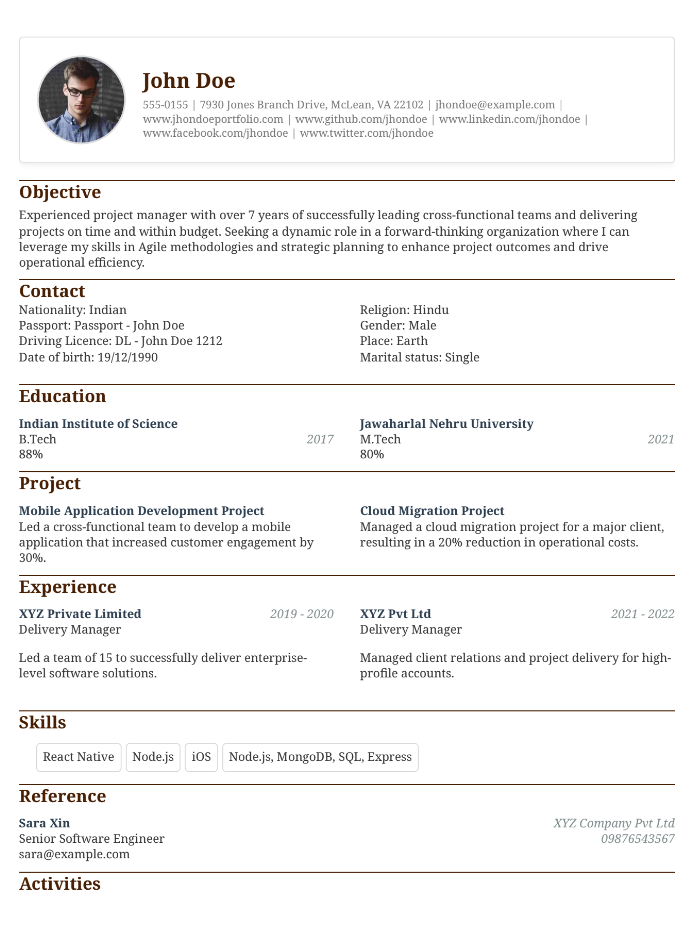 John Doe
555-0155 | 7930 Jones Branch Drive, McLean, VA 22102 | jhondoe@example.com |
www.jhondoeportfolio.com | www.github.com/jhondoe | www.linkedin.com/jhondoe |
www.facebook.com/jhondoe | www.twitter.com/jhondoe
Objective
Experienced project manager with over 7 years of successfully leading cross-functional teams and delivering
projects on time and within budget. Seeking a dynamic role in a forward-thinking organization where I can
leverage my skills in Agile methodologies and strategic planning to enhance project outcomes and drive
operational efficiency.
Contact
Nationality: Indian
Passport: Passport - John Doe
Driving Licence: DL - John Doe 1212
Date of birth: 19/12/1990
Religion: Hindu
Gender: Male
Place: Earth
Marital status: Single
Education
Indian Institute of Science
B.Tech 2017
88%
Jawaharlal Nehru University
M.Tech 2021
80%
Project
Mobile Application Development Project
Led a cross-functional team to develop a mobile
application that increased customer engagement by
30%.
Cloud Migration Project
Managed a cloud migration project for a major client,
resulting in a 20% reduction in operational costs.
Experience
XYZ Private Limited 2019 - 2020
Delivery Manager
Led a team of 15 to successfully deliver enterprise-
level software solutions.
XYZ Pvt Ltd 2021 - 2022
Delivery Manager
Managed client relations and project delivery for high-
profile accounts.
Skills
React Native Node.js iOS Node.js, MongoDB, SQL, Express
Reference
Sara Xin XYZ Company Pvt Ltd
Senior Software Engineer 09876543567
sara@example.com
Activities